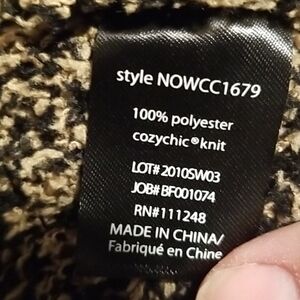 style NOWCC1679
100% polyester
cozychic® knit
LOT# 2010SW03
JOB# BF001074
RN# 111248
MADE IN CHINA/
Fabriqué en Chine